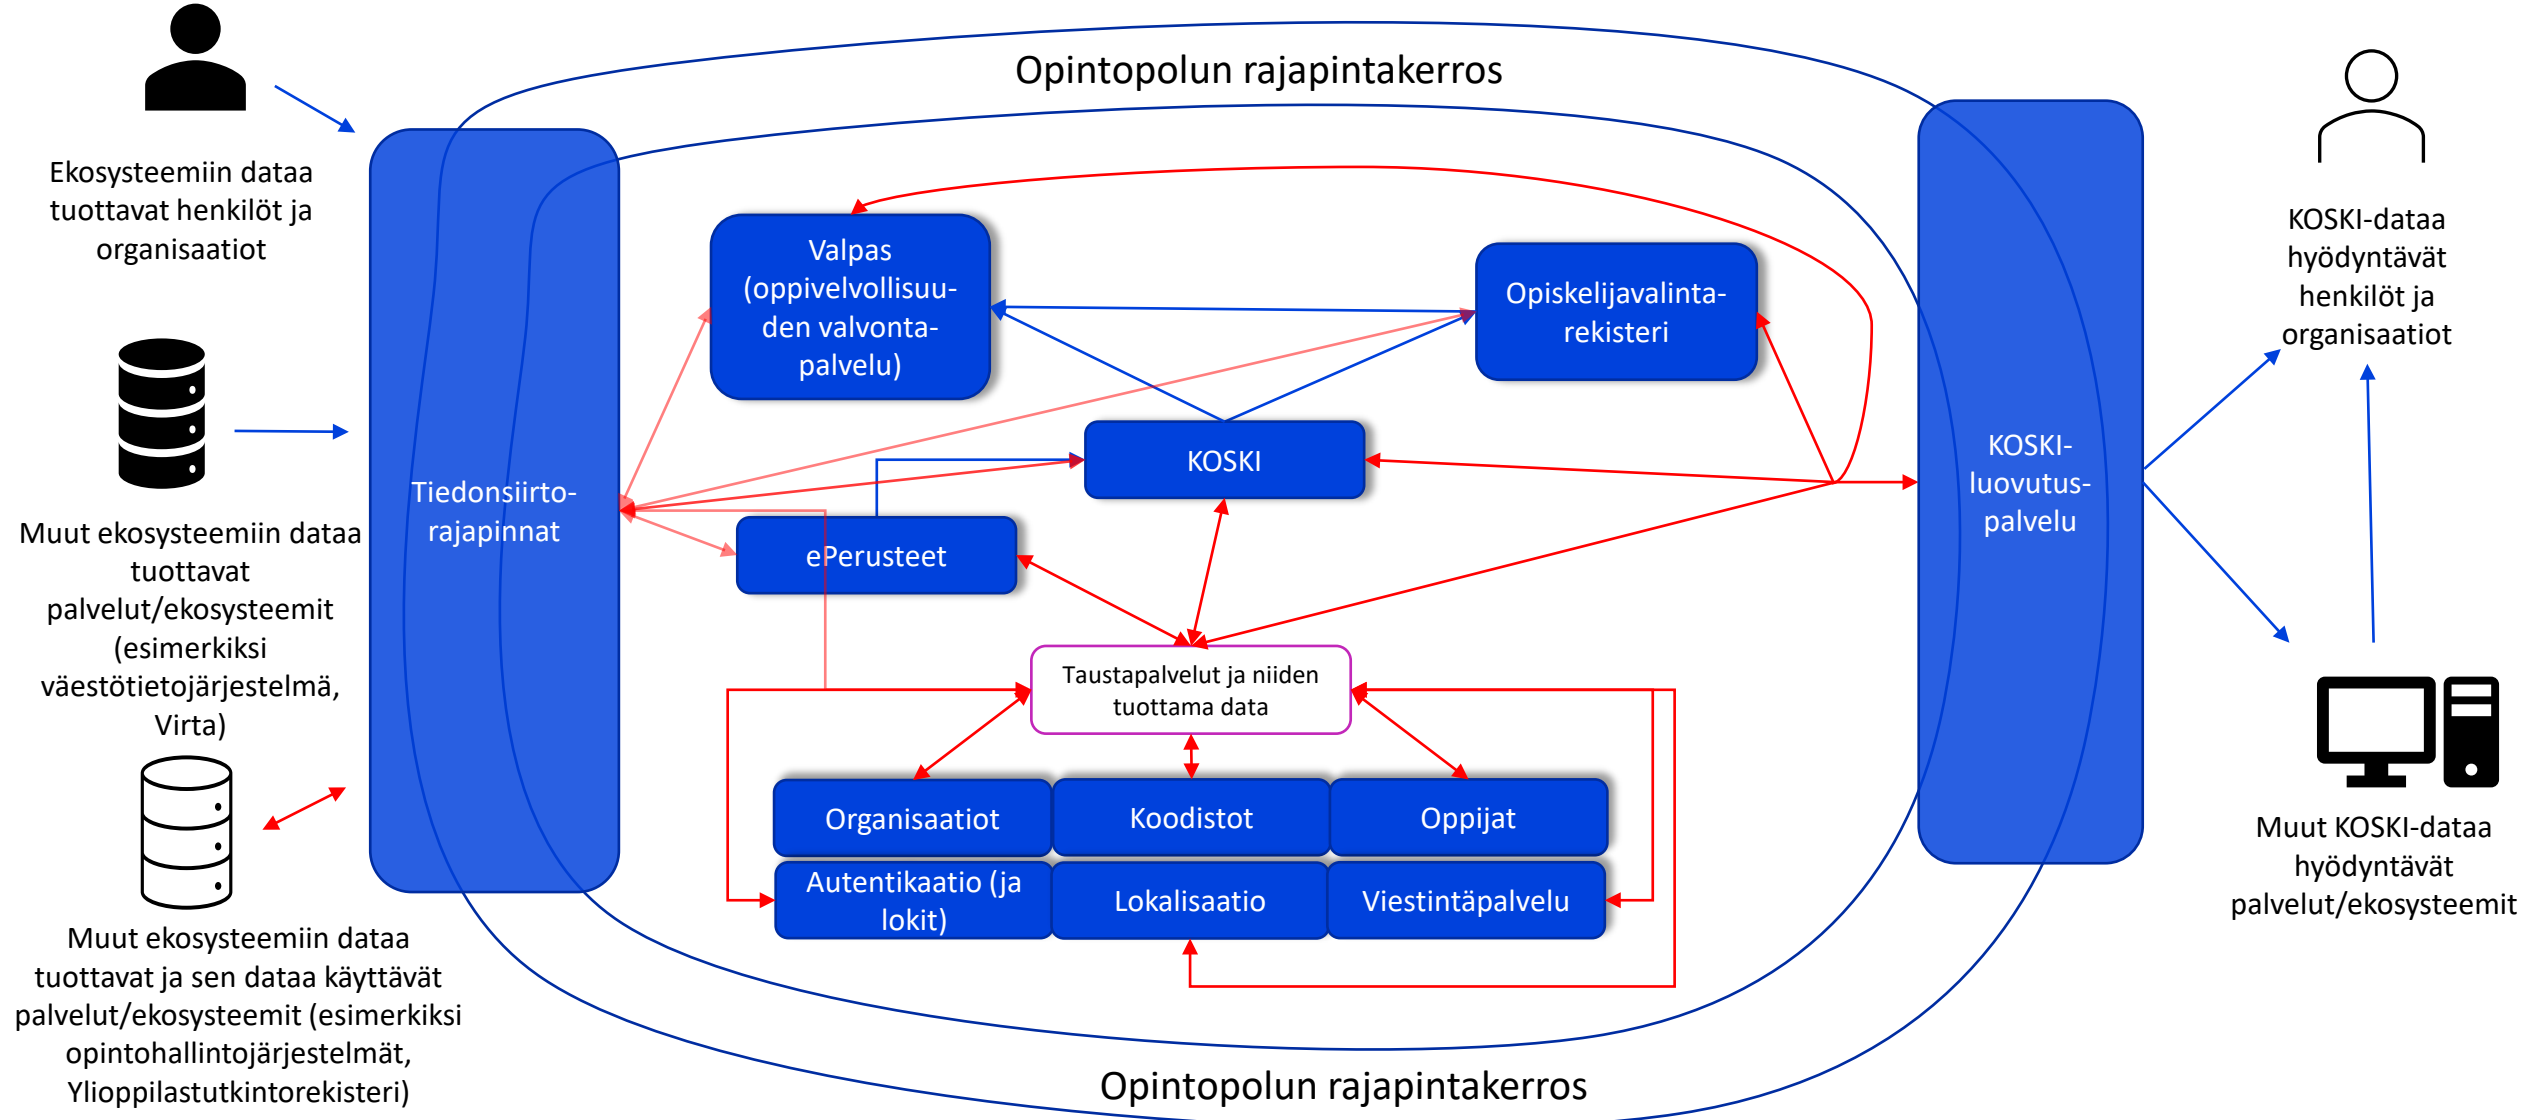 Opintopolun rajapintakerros
Ekosysteemiin dataa
tuottavat henkilöt ja
organisaatiot
Muut ekosysteemiin dataa
tuottavat
palvelut/ekosysteemit
(esimerkiksi
väestötietojärjestelmä,
Virta)
Muut ekosysteemiin dataa
tuottavat ja sen dataa käyttävät
palvelut/ekosysteemit (esimerkiksi
opintohallintojärjestelmät,
Ylioppilastutkintorekisteri)
Tiedonsiirto-
rajapinnat
Valpas
(oppivelvollisuu-
den valvonta-
palvelu)
Opiskelijavalinta-
rekisteri
KOSKI
ePerusteet
Taustapalvelut ja niiden
tuottama data
Organisaatiot
Koodistot
Oppijat
Autentikaatio (ja
lokit)
Lokalisaatio
Viestintäpalvelu
KOSKI-
luovutus-
palvelu
KOSKI-dataa
hyödyntävät
henkilöt ja
organisaatiot
Muut KOSKI-dataa
hyödyntävät
palvelut/ekosysteemit
Opintopolun rajapintakerros